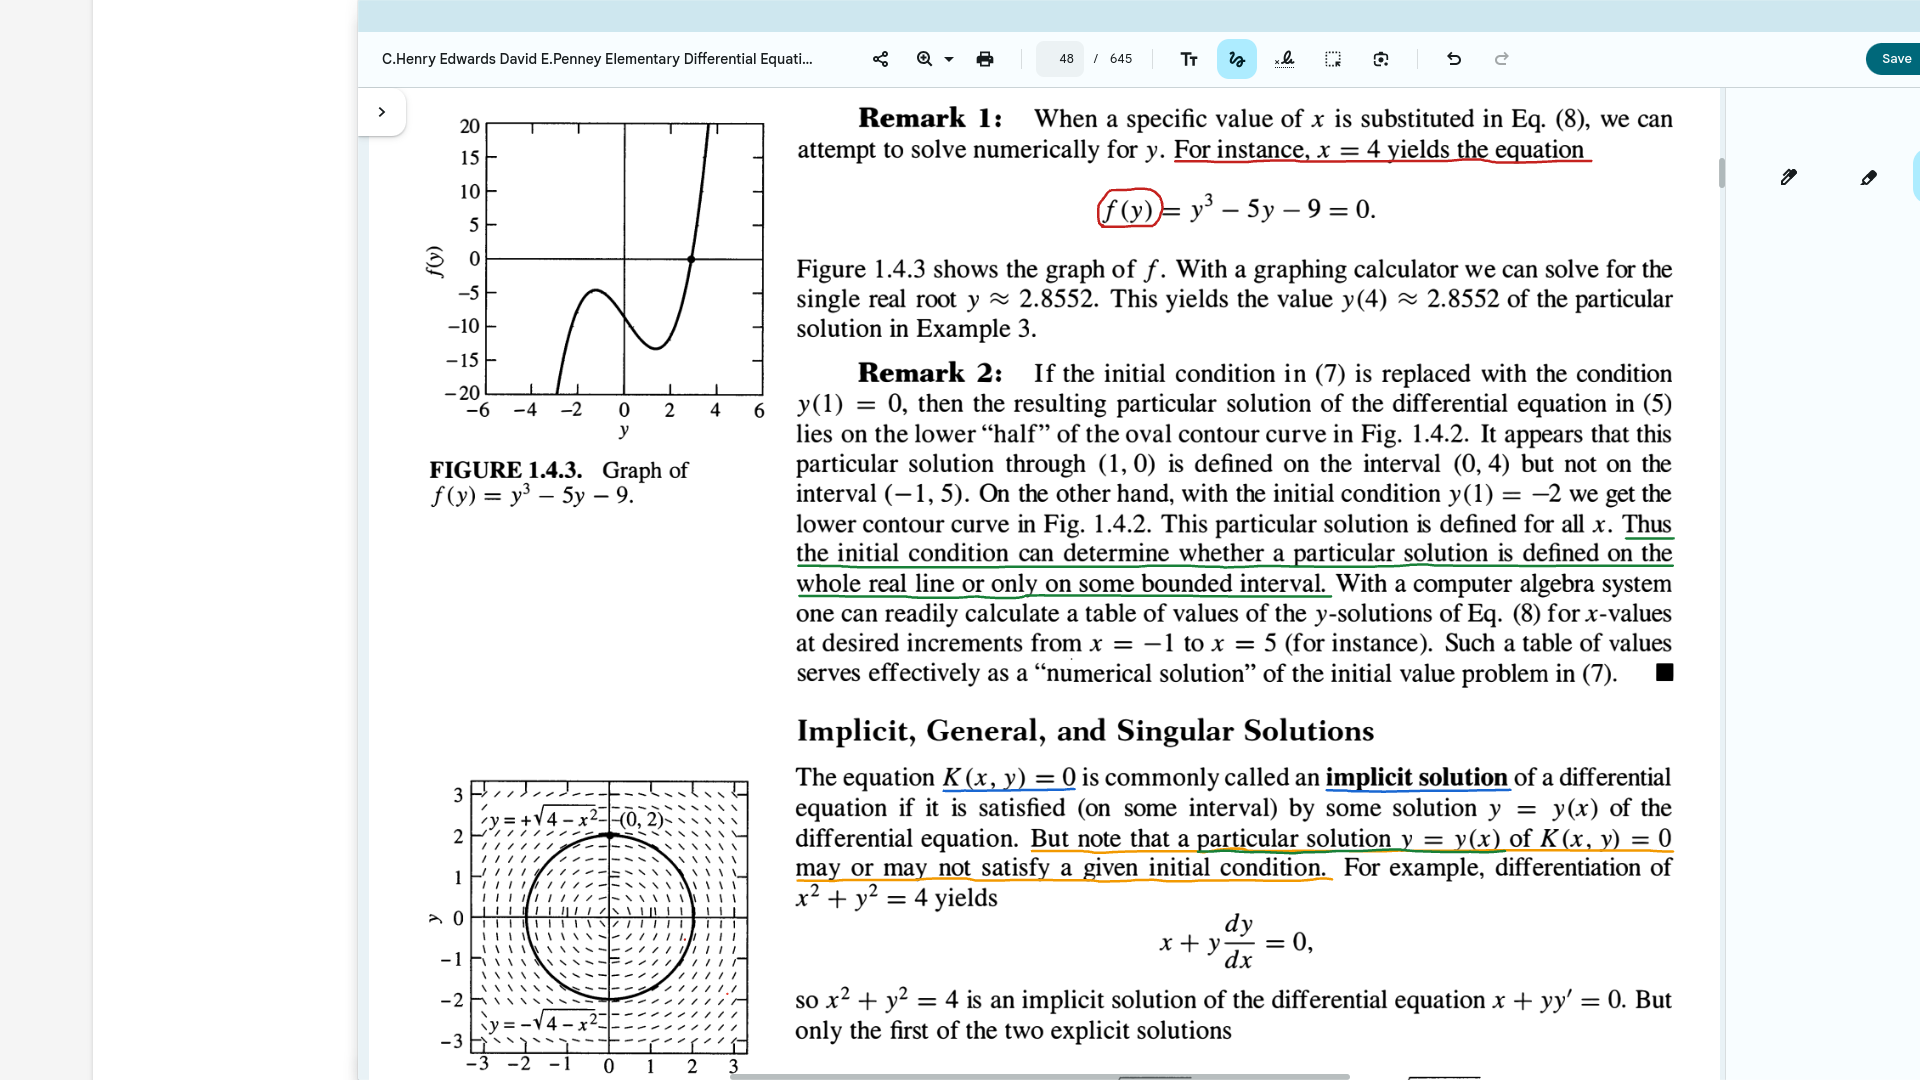 C.Henry Edwards David E.Penney Elementary Differential Equati...
48 / 645
Save
20
15
10
5
0
−5
−10
−15
−20
f(y)
−6 −4 −2 0 2 4 6
y
FIGURE 1.4.3. Graph of
f(y) = y³ − 5y − 9.
Remark 1: When a specific value of x is substituted in Eq. (8), we can
attempt to solve numerically for y. For instance, x = 4 yields the equation
f(y) = y³ − 5y − 9 = 0.
Figure 1.4.3 shows the graph of f. With a graphing calculator we can solve for the
single real root y ≈ 2.8552. This yields the value y(4) ≈ 2.8552 of the particular
solution in Example 3.
Remark 2: If the initial condition in (7) is replaced with the condition
y(1) = 0, then the resulting particular solution of the differential equation in (5)
lies on the lower “half” of the oval contour curve in Fig. 1.4.2. It appears that this
particular solution through (1, 0) is defined on the interval (0, 4) but not on the
interval (−1, 5). On the other hand, with the initial condition y(1) = −2 we get the
lower contour curve in Fig. 1.4.2. This particular solution is defined for all x. Thus
the initial condition can determine whether a particular solution is defined on the
whole real line or only on some bounded interval. With a computer algebra system
one can readily calculate a table of values of the y-solutions of Eq. (8) for x-values
at desired increments from x = −1 to x = 5 (for instance). Such a table of values
serves effectively as a “numerical solution” of the initial value problem in (7).
Implicit, General, and Singular Solutions
The equation K(x, y) = 0 is commonly called an implicit solution of a differential
equation if it is satisfied (on some interval) by some solution y = y(x) of the
differential equation. But note that a particular solution y = y(x) of K(x, y) = 0
may or may not satisfy a given initial condition. For example, differentiation of
x² + y² = 4 yields
x + y dy/dx = 0,
so x² + y² = 4 is an implicit solution of the differential equation x + yy′ = 0. But
only the first of the two explicit solutions
3
2
1
0
−1
−2
−3
y
y = +√4 − x² (0, 2)
y = −√4 − x²
−3 −2 −1 0 1 2 3